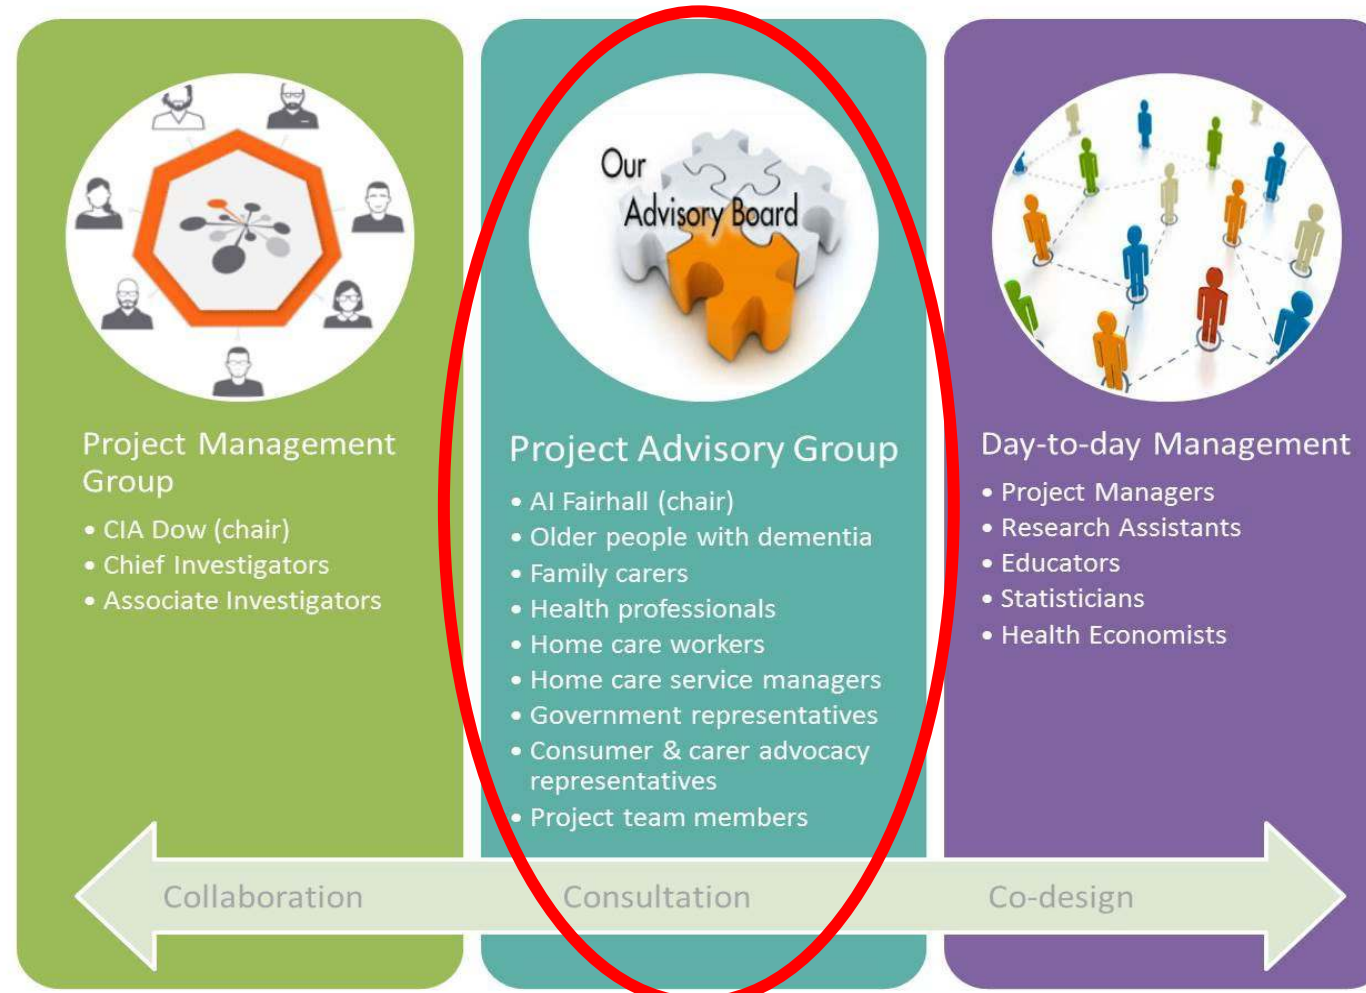 Project Management
Group
• CIA Dow (chair)
• Chief Investigators
• Associate Investigators
Our
Advisory Board
Project Advisory Group
• AI Fairhall (chair)
• Older people with dementia
• Family carers
• Health professionals
• Home care workers
• Home care service managers
• Government representatives
• Consumer & carer advocacy
representatives
• Project team members
Day-to-day Management
• Project Managers
• Research Assistants
• Educators
• Statisticians
• Health Economists
Collaboration
Consultation
Co-design